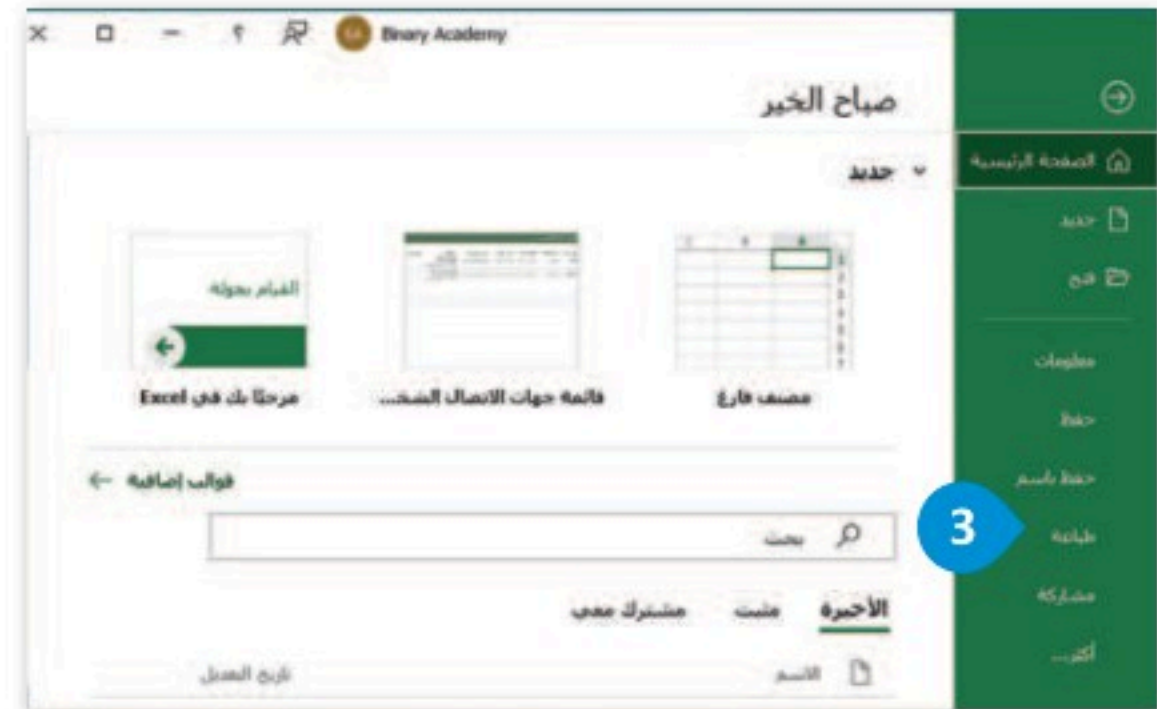 Binary Academy
صباح الخير
الصفحة الرئيسية
جديد
فتح
معلومات
حفظ
حفظ باسم
طباعة
مشاركة
أكثر...
جديد
مصنف فارغ
قائمة جهات الاتصال الشخ...
القيام بجولة
مرحبًا بك في Excel
قوالب إضافية
بحث
3
الأخيرة مثبت مشترك معي
الاسم تاريخ التعديل